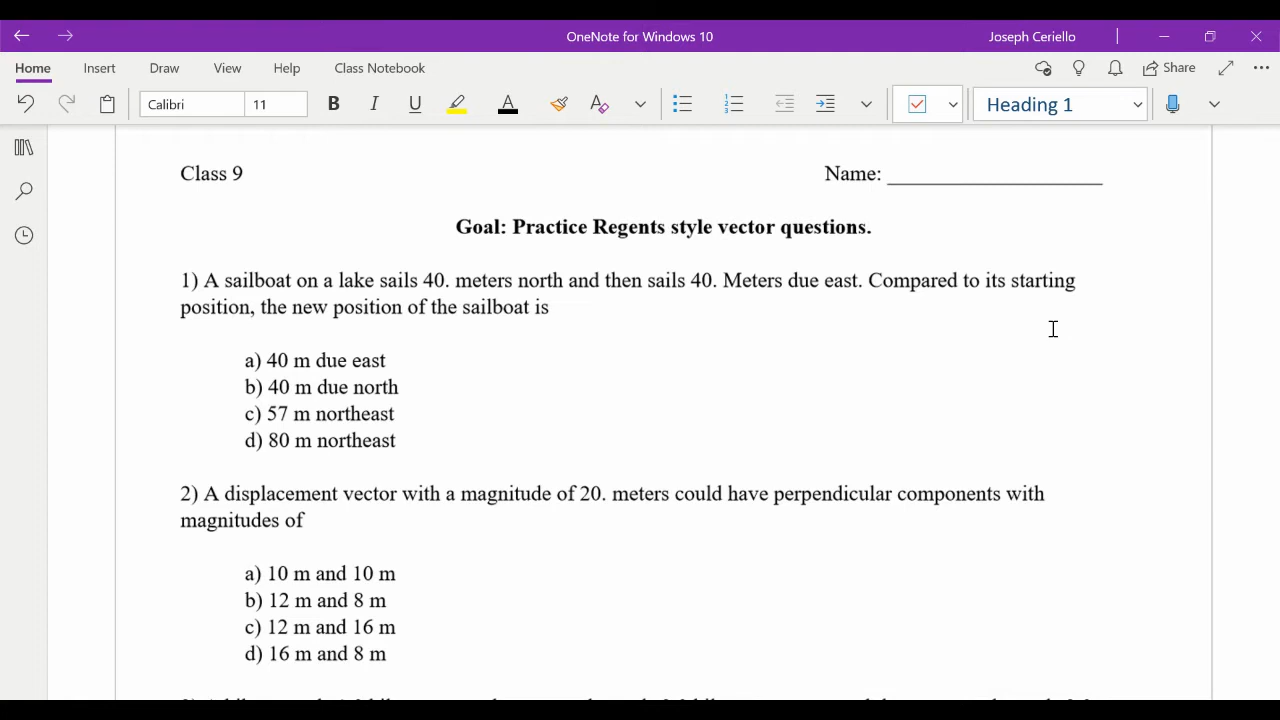 OneNote for Windows 10
Joseph Ceriello
Home Insert Draw View Help Class Notebook Share
Calibri 11 B I U A A Heading 1
Class 9 Name: ____________________
Goal: Practice Regents style vector questions.
1) A sailboat on a lake sails 40. meters north and then sails 40. Meters due east. Compared to its starting
position, the new position of the sailboat is
a) 40 m due east
b) 40 m due north
c) 57 m northeast
d) 80 m northeast
2) A displacement vector with a magnitude of 20. meters could have perpendicular components with
magnitudes of
a) 10 m and 10 m
b) 12 m and 8 m
c) 12 m and 16 m
d) 16 m and 8 m